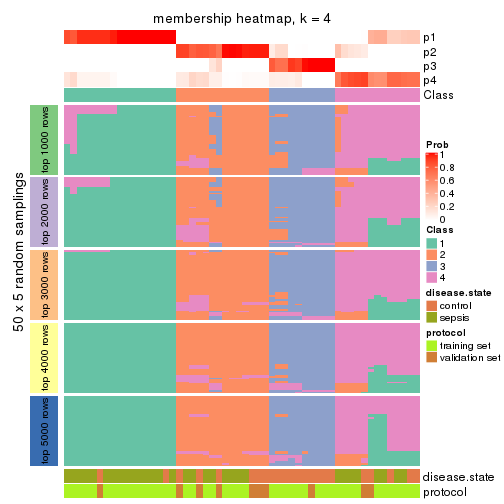 membership heatmap, k = 4
p1
p2
p3
p4
Class
50 x 5 random samplings
top 1000 rows
top 2000 rows
top 3000 rows
top 4000 rows
top 5000 rows
Prob
1
0.8
0.6
0.4
0.2
0
Class
1
2
3
4
disease.state
control
sepsis
protocol
training set
validation set
disease.state
protocol